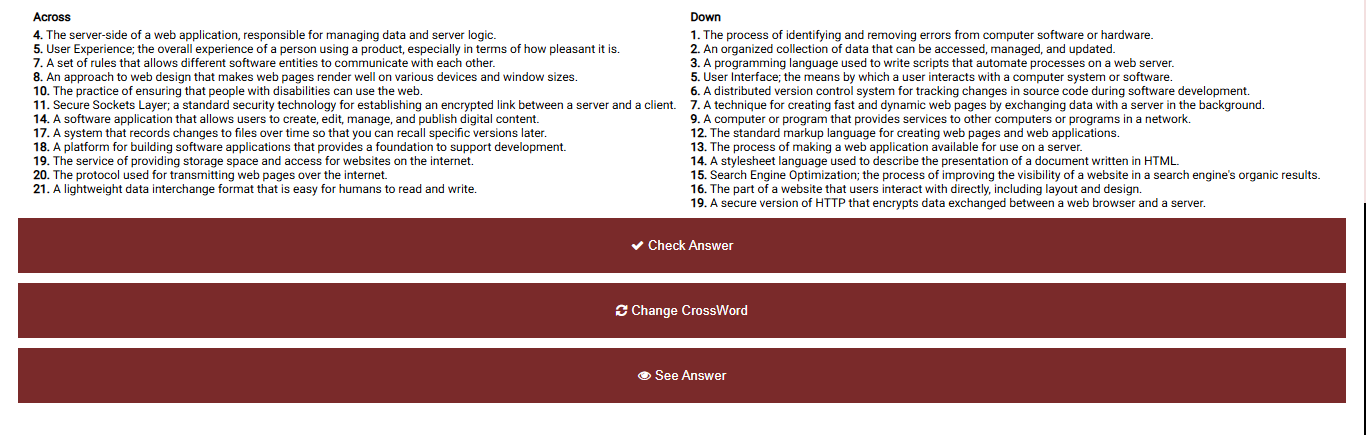 Across
4. The server-side of a web application, responsible for managing data and server logic.
5. User Experience; the overall experience of a person using a product, especially in terms of how pleasant it is.
7. A set of rules that allows different software entities to communicate with each other.
8. An approach to web design that makes web pages render well on various devices and window sizes.
10. The practice of ensuring that people with disabilities can use the web.
11. Secure Sockets Layer; a standard security technology for establishing an encrypted link between a server and a client.
14. A software application that allows users to create, edit, manage, and publish digital content.
17. A system that records changes to files over time so that you can recall specific versions later.
18. A platform for building software applications that provides a foundation to support development.
19. The service of providing storage space and access for websites on the internet.
20. The protocol used for transmitting web pages over the internet.
21. A lightweight data interchange format that is easy for humans to read and write.
Down
1. The process of identifying and removing errors from computer software or hardware.
2. An organized collection of data that can be accessed, managed, and updated.
3. A programming language used to write scripts that automate processes on a web server.
5. User Interface; the means by which a user interacts with a computer system or software.
6. A distributed version control system for tracking changes in source code during software development.
7. A technique for creating fast and dynamic web pages by exchanging data with a server in the background.
9. A computer or program that provides services to other computers or programs in a network.
12. The standard markup language for creating web pages and web applications.
13. The process of making a web application available for use on a server.
14. A stylesheet language used to describe the presentation of a document written in HTML.
15. Search Engine Optimization; the process of improving the visibility of a website in a search engine's organic results.
16. The part of a website that users interact with directly, including layout and design.
19. A secure version of HTTP that encrypts data exchanged between a web browser and a server.
Check Answer
Change CrossWord
See Answer